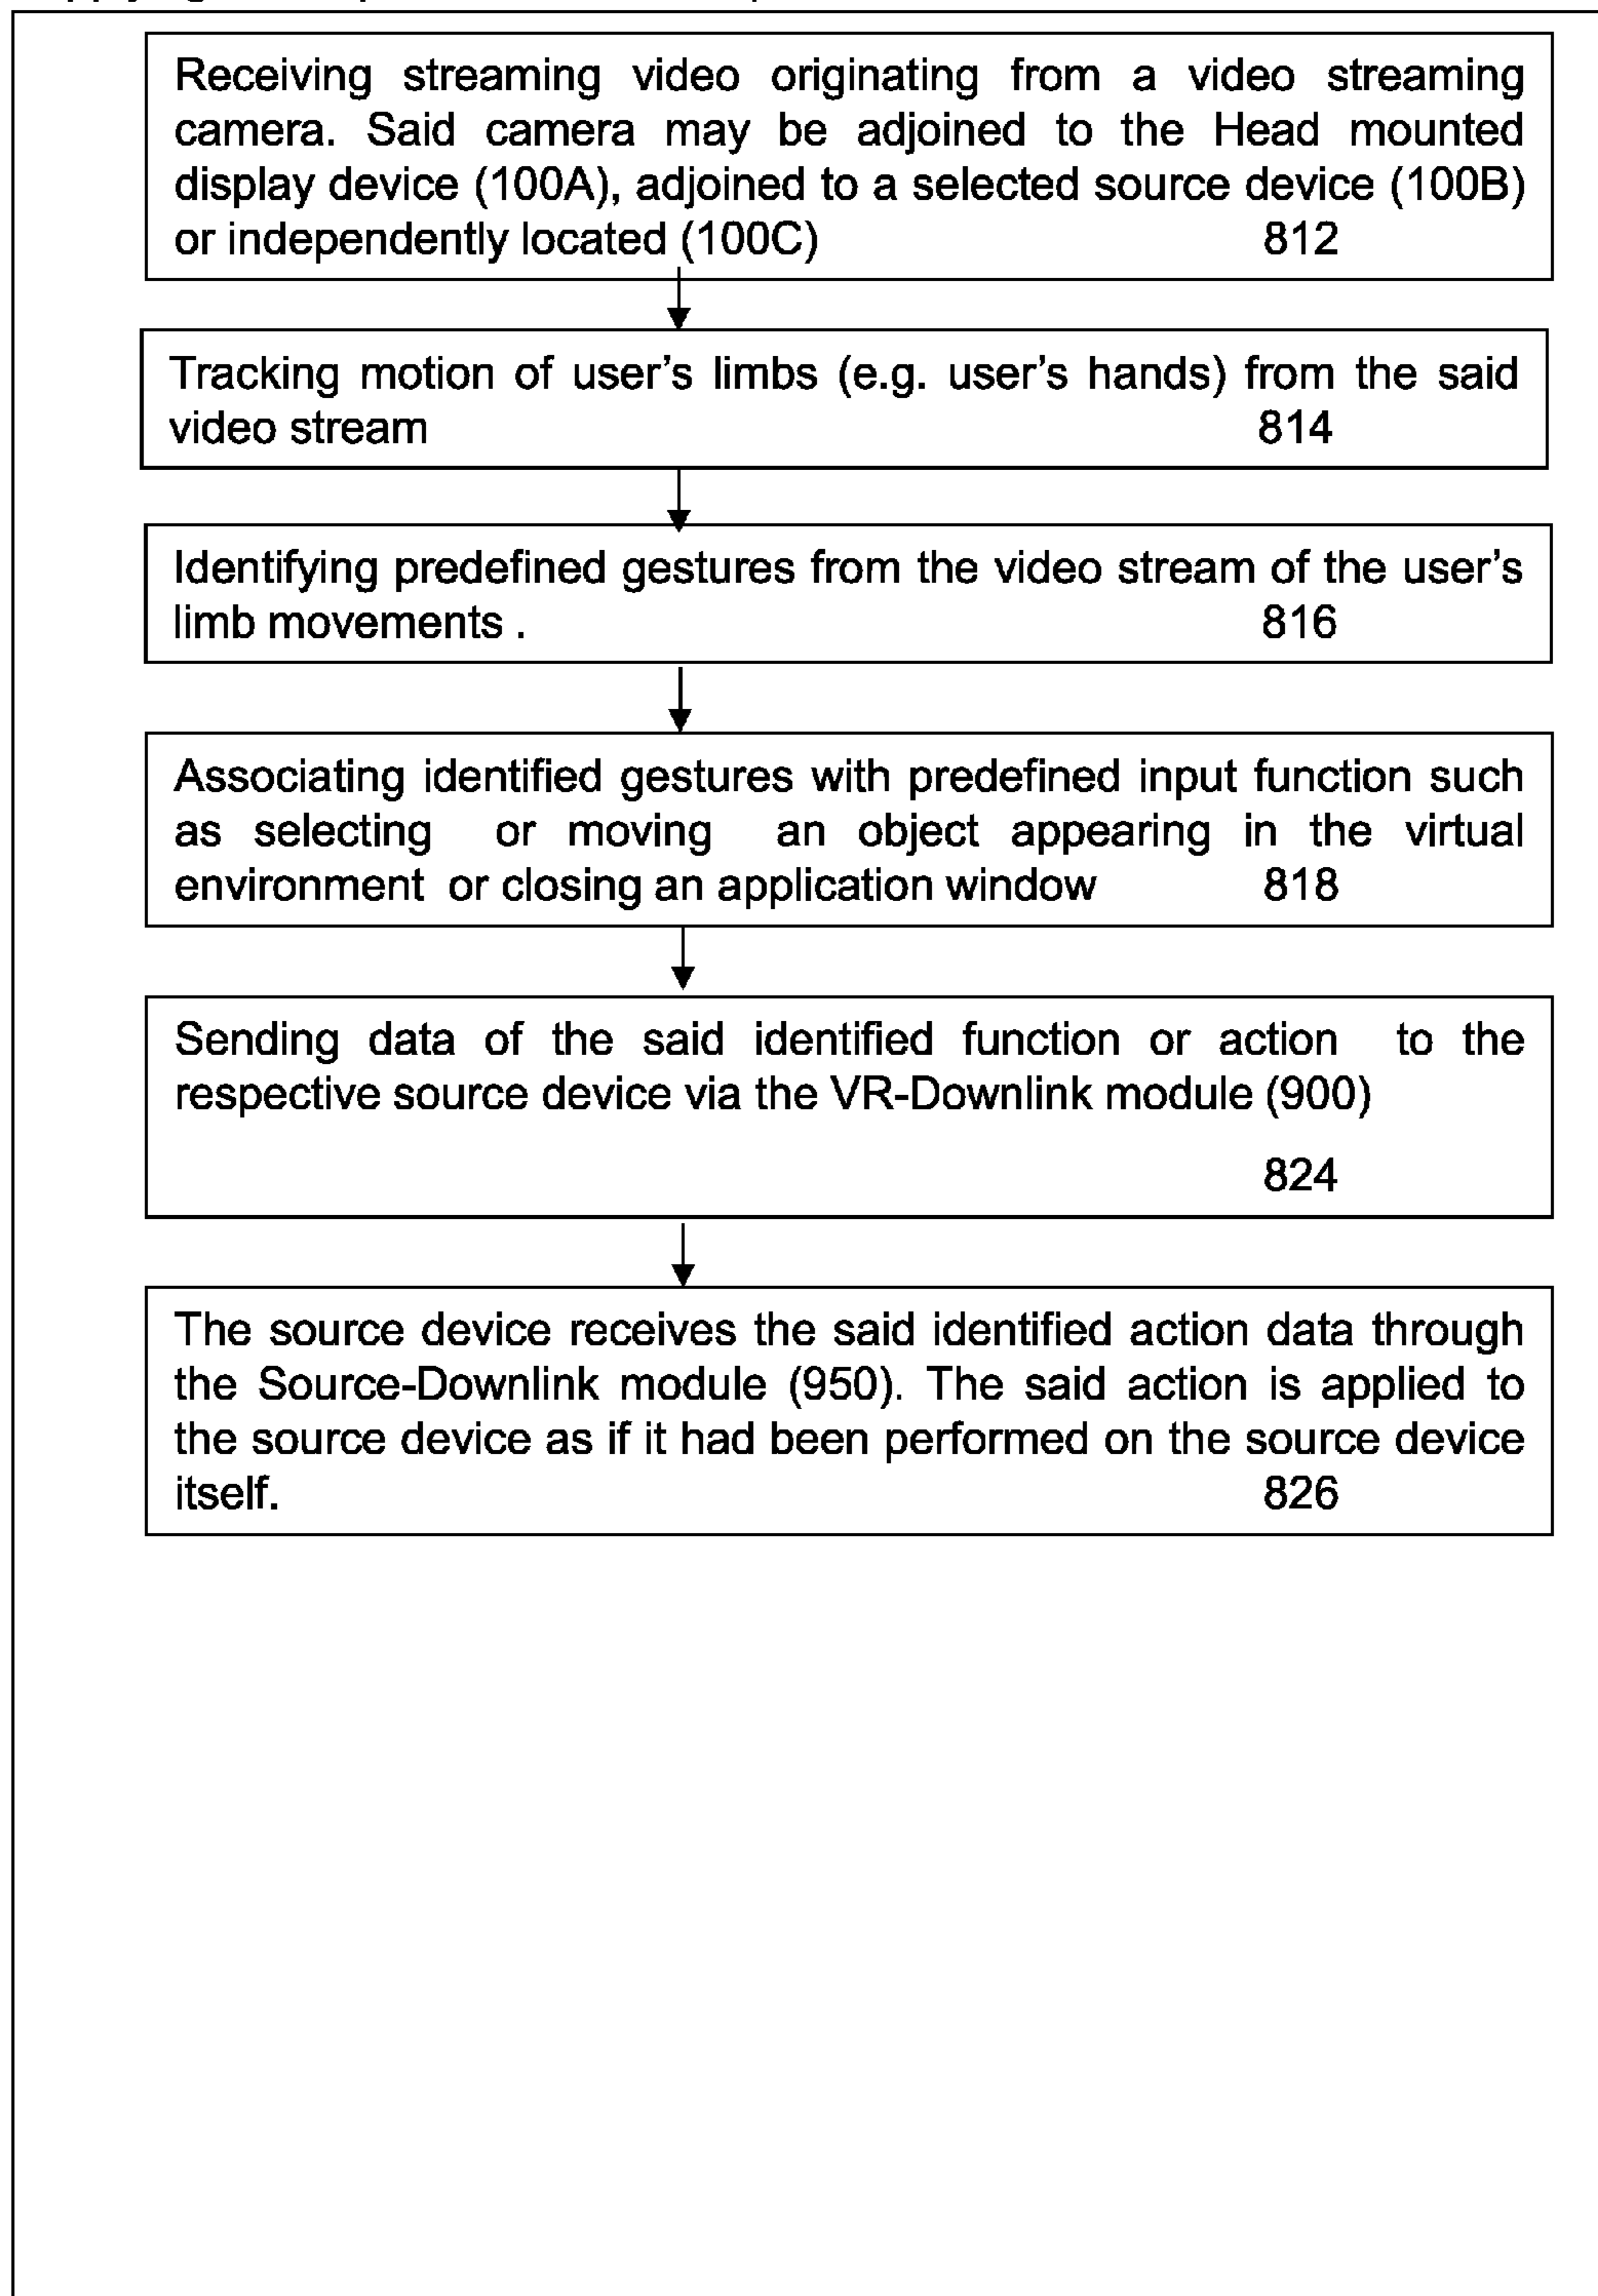 Receiving streaming video originating from a video streaming
camera. Said camera may be adjoined to the Head mounted
display device (100A), adjoined to a selected source device (100B)
or independently located (100C) 812
Tracking motion of user's limbs (e.g. user's hands) from the said
video stream 814
Identifying predefined gestures from the video stream of the user's
limb movements . 816
Associating identified gestures with predefined input function such
as selecting or moving an object appearing in the virtual
environment or closing an application window 818
Sending data of the said identified function or action to the
respective source device via the VR-Downlink module (900)
824
The source device receives the said identified action data through
the Source-Downlink module (950). The said action is applied to
the source device as if it had been performed on the source device
itself. 826